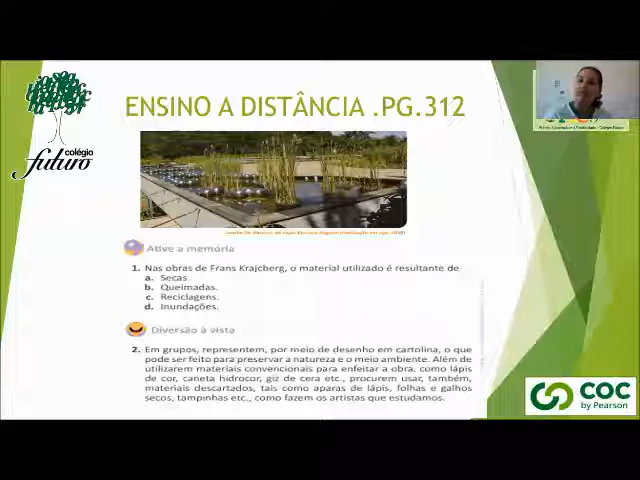 ENSINO A DISTÂNCIA .PG.312
colégio
futuro
Ative a memória
1. Nas obras de Frans Krajcberg, o material utilizado é resultante de
a. Secas.
b. Queimadas.
c. Reciclagens.
d. Inundações.
Diversão à vista
2. Em grupos, representem, por meio de desenho em cartolina, o que
pode ser feito para preservar a natureza e o meio ambiente. Além de
utilizarem materiais convencionais para enfeitar a obra, como lápis
de cor, caneta hidrocor, giz de cera etc., procurem usar, também,
materiais descartados, tais como aparas de lápis, folhas e galhos
secos, tampinhas etc., como fazem os artistas que estudamos.
COC
by Pearson